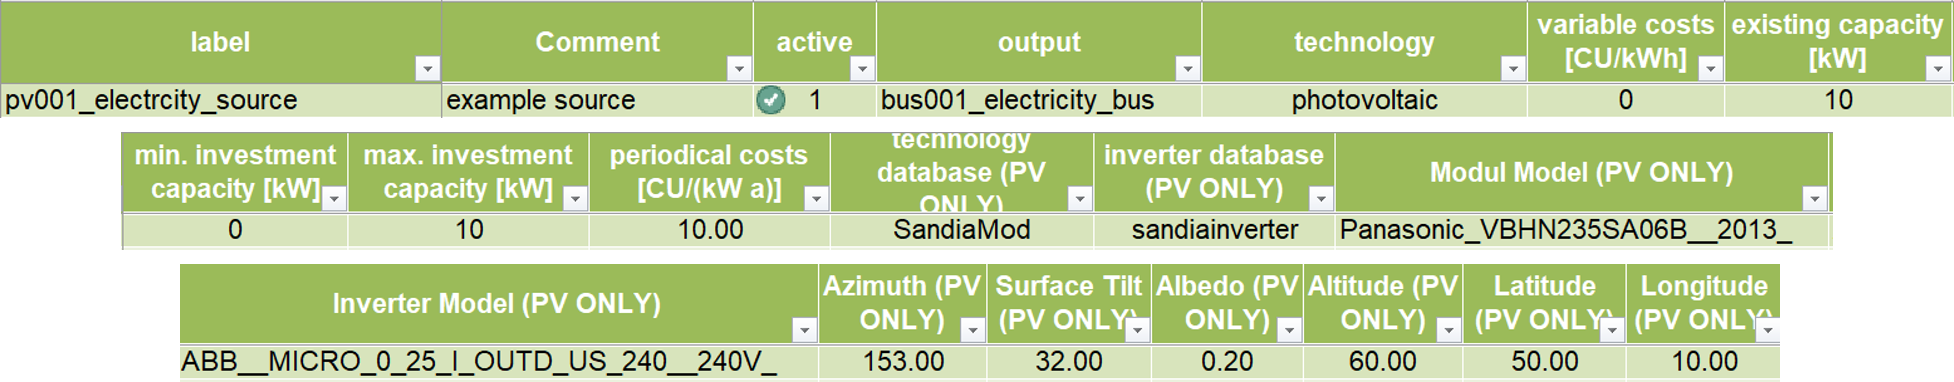 label Comment active output technology variable costs [CU/kWh] existing capacity [kW]
pv001_electrcity_source example source 1 bus001_electricity_bus photovoltaic 0 10
min. investment capacity [kW] max. investment capacity [kW] periodical costs [CU/(kW a)] technology database (PV ONLY) inverter database (PV ONLY) Modul Model (PV ONLY)
0 10 10.00 SandiaMod sandiainverter Panasonic_VBHN235SA06B__2013_
Inverter Model (PV ONLY) Azimuth (PV ONLY) Surface Tilt (PV ONLY) Albedo (PV ONLY) Altitude (PV ONLY) Latitude (PV ONLY) Longitude (PV ONLY)
ABB__MICRO_0_25_I_OUTD_US_240__240V_ 153.00 32.00 0.20 60.00 50.00 10.00